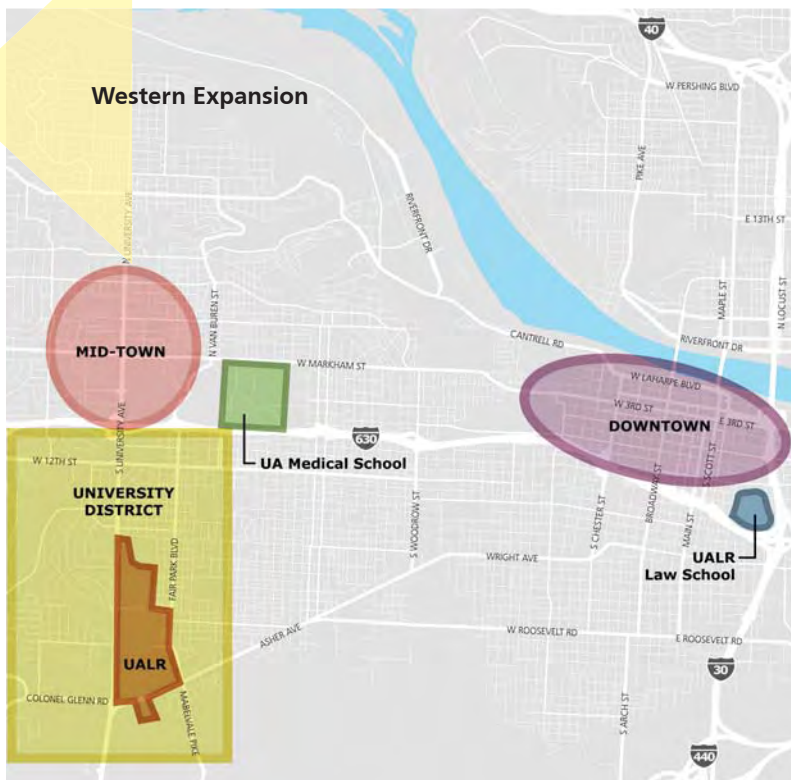 40
Western Expansion
W PERSHING BLVD
PIKE AVE
RIVERFRONT DR
E 13TH ST
N UNIVERSITY AVE
N VAN BUREN ST
MAPLE ST
N LOCUST ST
CANTRELL RD
RIVERFRONT DR
MID-TOWN
W MARKHAM ST
W LAHARPE BLVD
W 3RD ST
E 3RD ST
DOWNTOWN
S UNIVERSITY AVE
630
W 12TH ST
UA Medical School
S SCOTT ST
UNIVERSITY
DISTRICT
S WOODROW ST
S CHESTER ST
BROADWAY ST
MAIN ST
WRIGHT AVE
UALR
Law School
FAIR PARK BLVD
ASHER AVE
W ROOSEVELT RD
E ROOSEVELT RD
UALR
30
COLONEL GLENN RD
MABELVALE PIKE
S ARCH ST
440